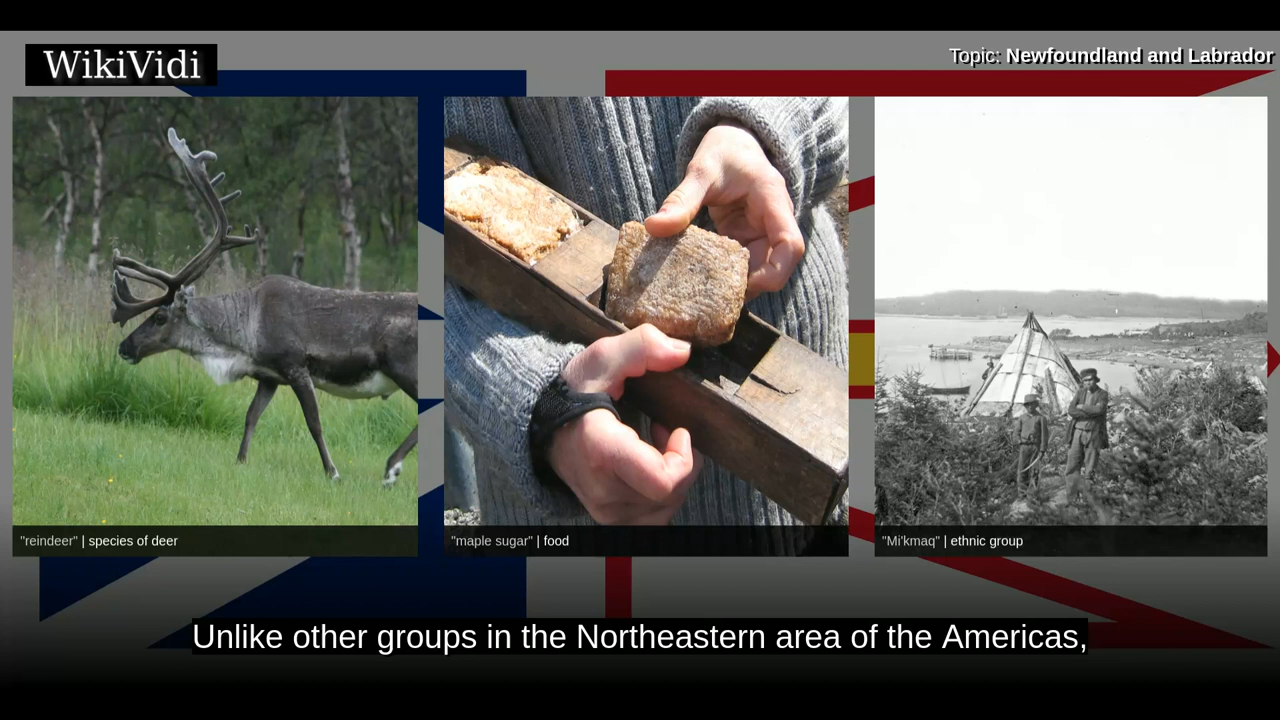 WikiVidi
Topic: Newfoundland and Labrador
"reindeer" | species of deer
"maple sugar" | food
"Mi'kmaq" | ethnic group
Unlike other groups in the Northeastern area of the Americas,